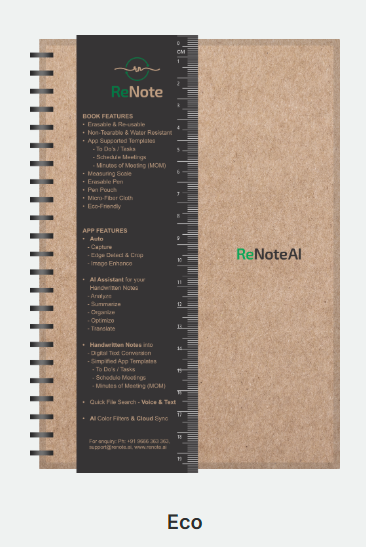 ReNote
BOOK FEATURES
• Erasable & Re-usable
• Non-Tearable & Water Resistant
• App Supported Templates
- To Do's / Tasks
- Schedule Meetings
- Minutes of Meeting (MOM)
• Measuring Scale
• Erasable Pen
• Pen Pouch
• Micro-Fiber Cloth
• Eco-Friendly
APP FEATURES
• Auto
- Capture
- Edge Detect & Crop
- Image Enhance
• AI Assistant for your
Handwritten Notes
- Analyze
- Summarize
- Organize
- Optimize
- Translate
• Handwritten Notes into
- Digital Text Conversion
- Simplified App Templates
- To Do's / Tasks
- Schedule Meetings
- Minutes of Meeting (MOM)
• Quick File Search - Voice & Text
• AI Color Filters & Cloud Sync
For enquiry: Ph: +91 9666 363 363,
support@renote.ai, www.renote.ai
0
CM
1
2
3
4
5
6
7
8
9
10
11
12
13
14
15
16
17
18
19
ReNoteAI
Eco